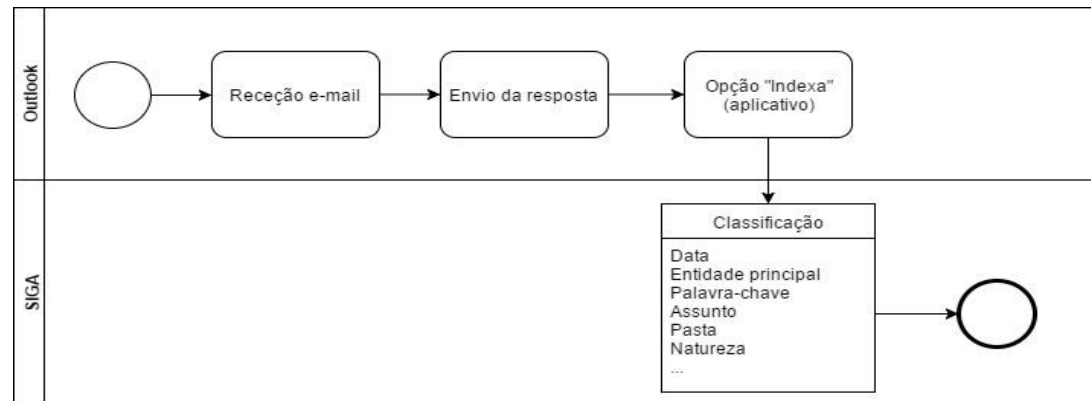 Outlook
Receção e-mail
Envio da resposta
Opção "Indexa"
(aplicativo)
SIGA
Classificação
Data
Entidade principal
Palavra-chave
Assunto
Pasta
Natureza
...